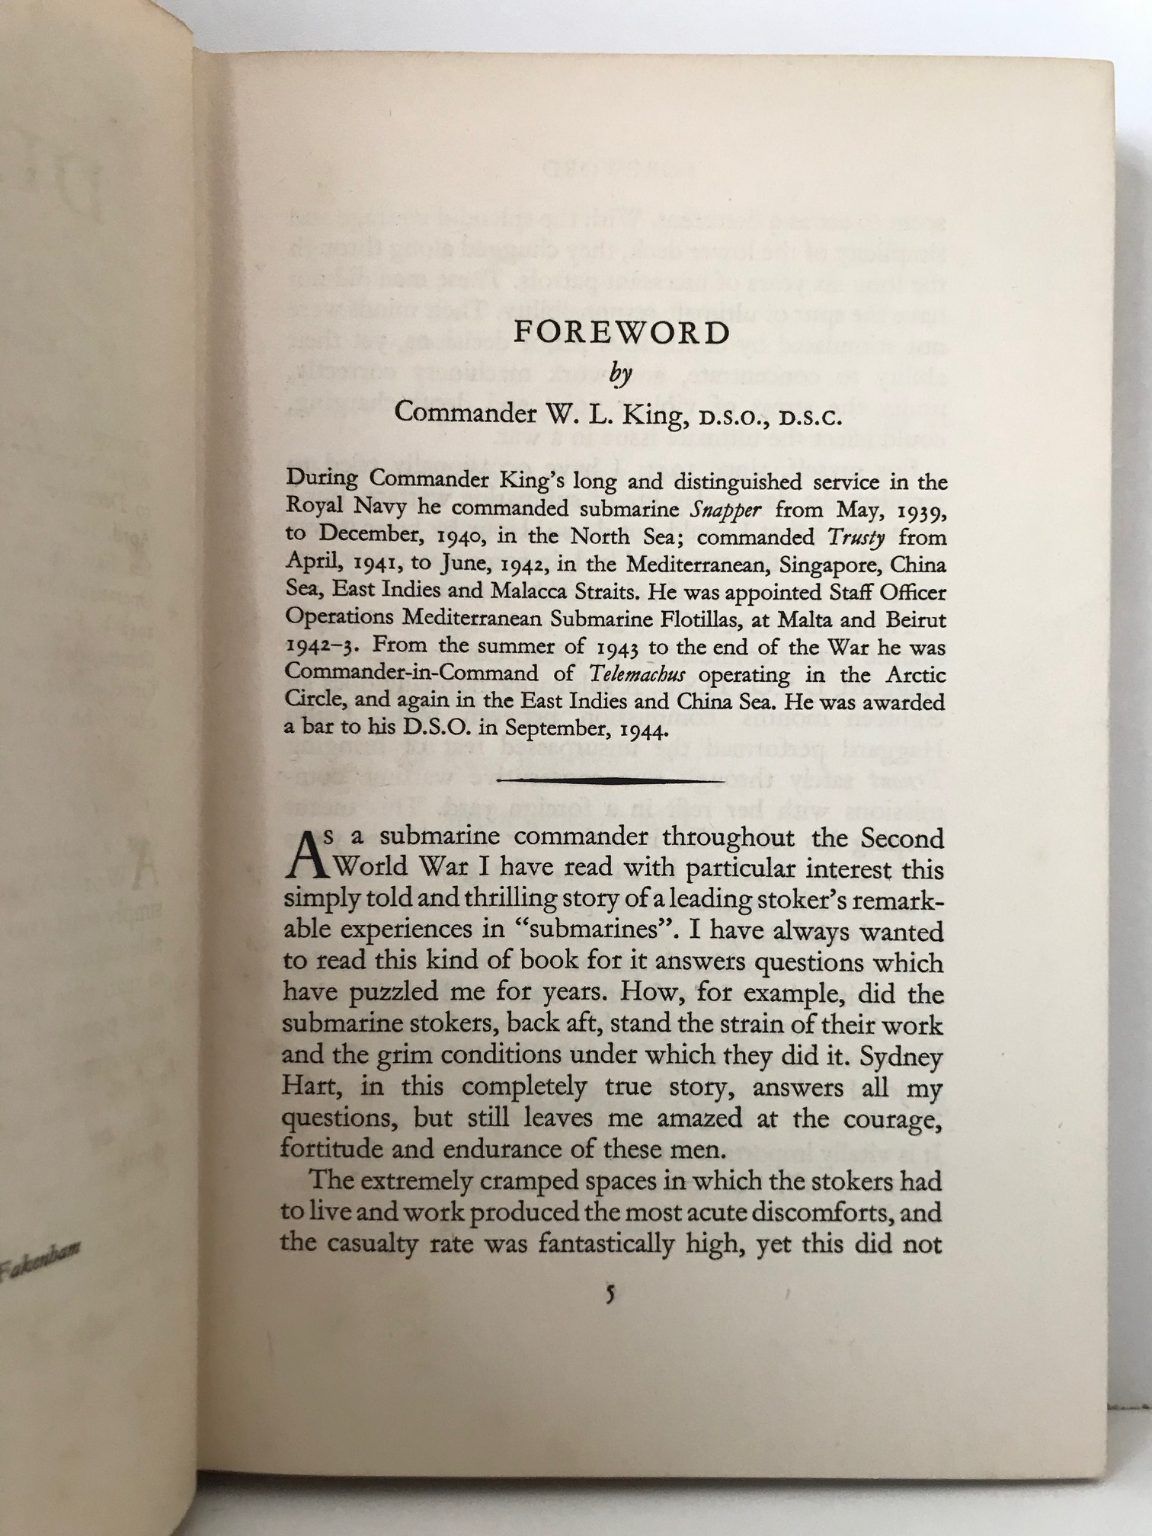 FOREWORD
by
Commander W. L. King, D.S.O., D.S.C.
During Commander King's long and distinguished service in the
Royal Navy he commanded submarine Snapper from May, 1939,
to December, 1940, in the North Sea; commanded Trusty from
April, 1941, to June, 1942, in the Mediterranean, Singapore, China
Sea, East Indies and Malacca Straits. He was appointed Staff Officer
Operations Mediterranean Submarine Flotillas, at Malta and Beirut
1942–3. From the summer of 1943 to the end of the War he was
Commander-in-Command of Telemachus operating in the Arctic
Circle, and again in the East Indies and China Sea. He was awarded
a bar to his D.S.O. in September, 1944.
As a submarine commander throughout the Second
World War I have read with particular interest this
simply told and thrilling story of a leading stoker's remark-
able experiences in “submarines”. I have always wanted
to read this kind of book for it answers questions which
have puzzled me for years. How, for example, did the
submarine stokers, back aft, stand the strain of their work
and the grim conditions under which they did it. Sydney
Hart, in this completely true story, answers all my
questions, but still leaves me amazed at the courage,
fortitude and endurance of these men.
The extremely cramped spaces in which the stokers had
to live and work produced the most acute discomforts, and
the casualty rate was fantastically high, yet this did not
5
Fakenham